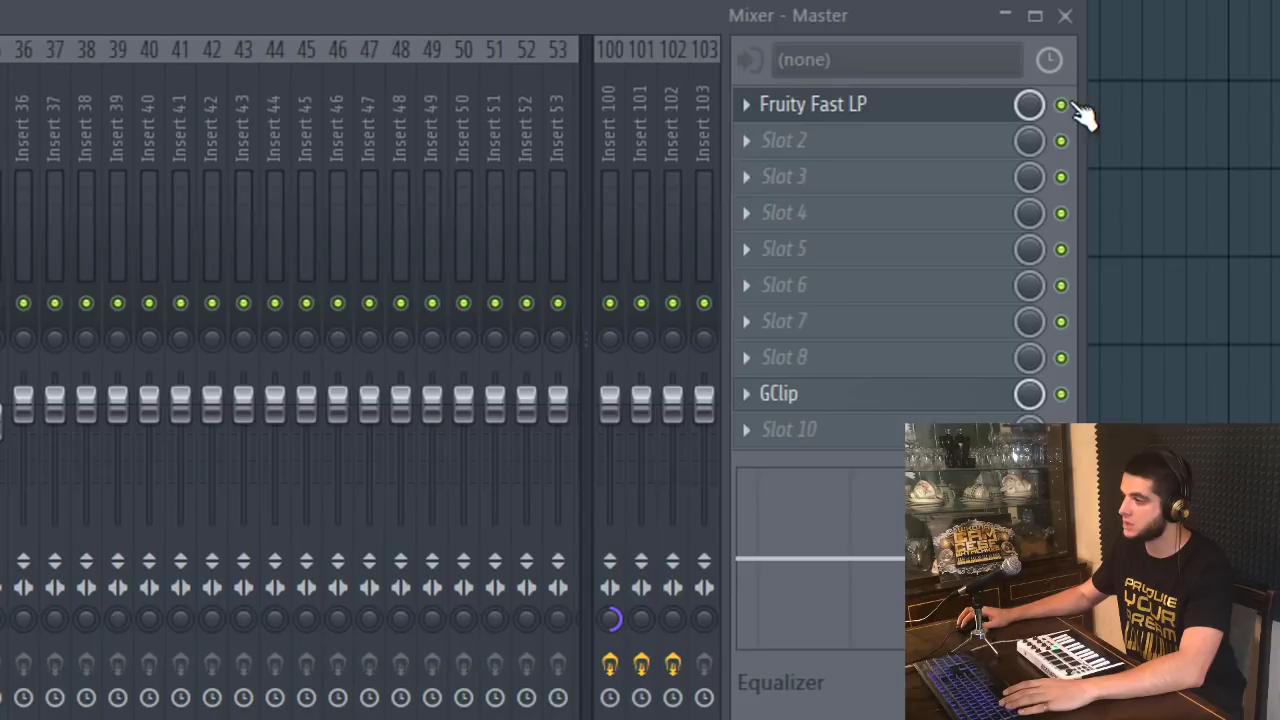 Mixer - Master
36 37 38 39 40 41 42 43 44 45 46 47 48 49 50 51 52 53 100 101 102 103
(none)
Insert 36
Insert 37
Insert 38
Insert 39
Insert 40
Insert 41
Insert 42
Insert 43
Insert 44
Insert 45
Insert 46
Insert 47
Insert 48
Insert 49
Insert 50
Insert 51
Insert 52
Insert 53
Insert 100
Insert 101
Insert 102
Insert 103
Fruity Fast LP
Slot 2
Slot 3
Slot 4
Slot 5
Slot 6
Slot 7
Slot 8
GClip
Slot 10
Equalizer
YOUR